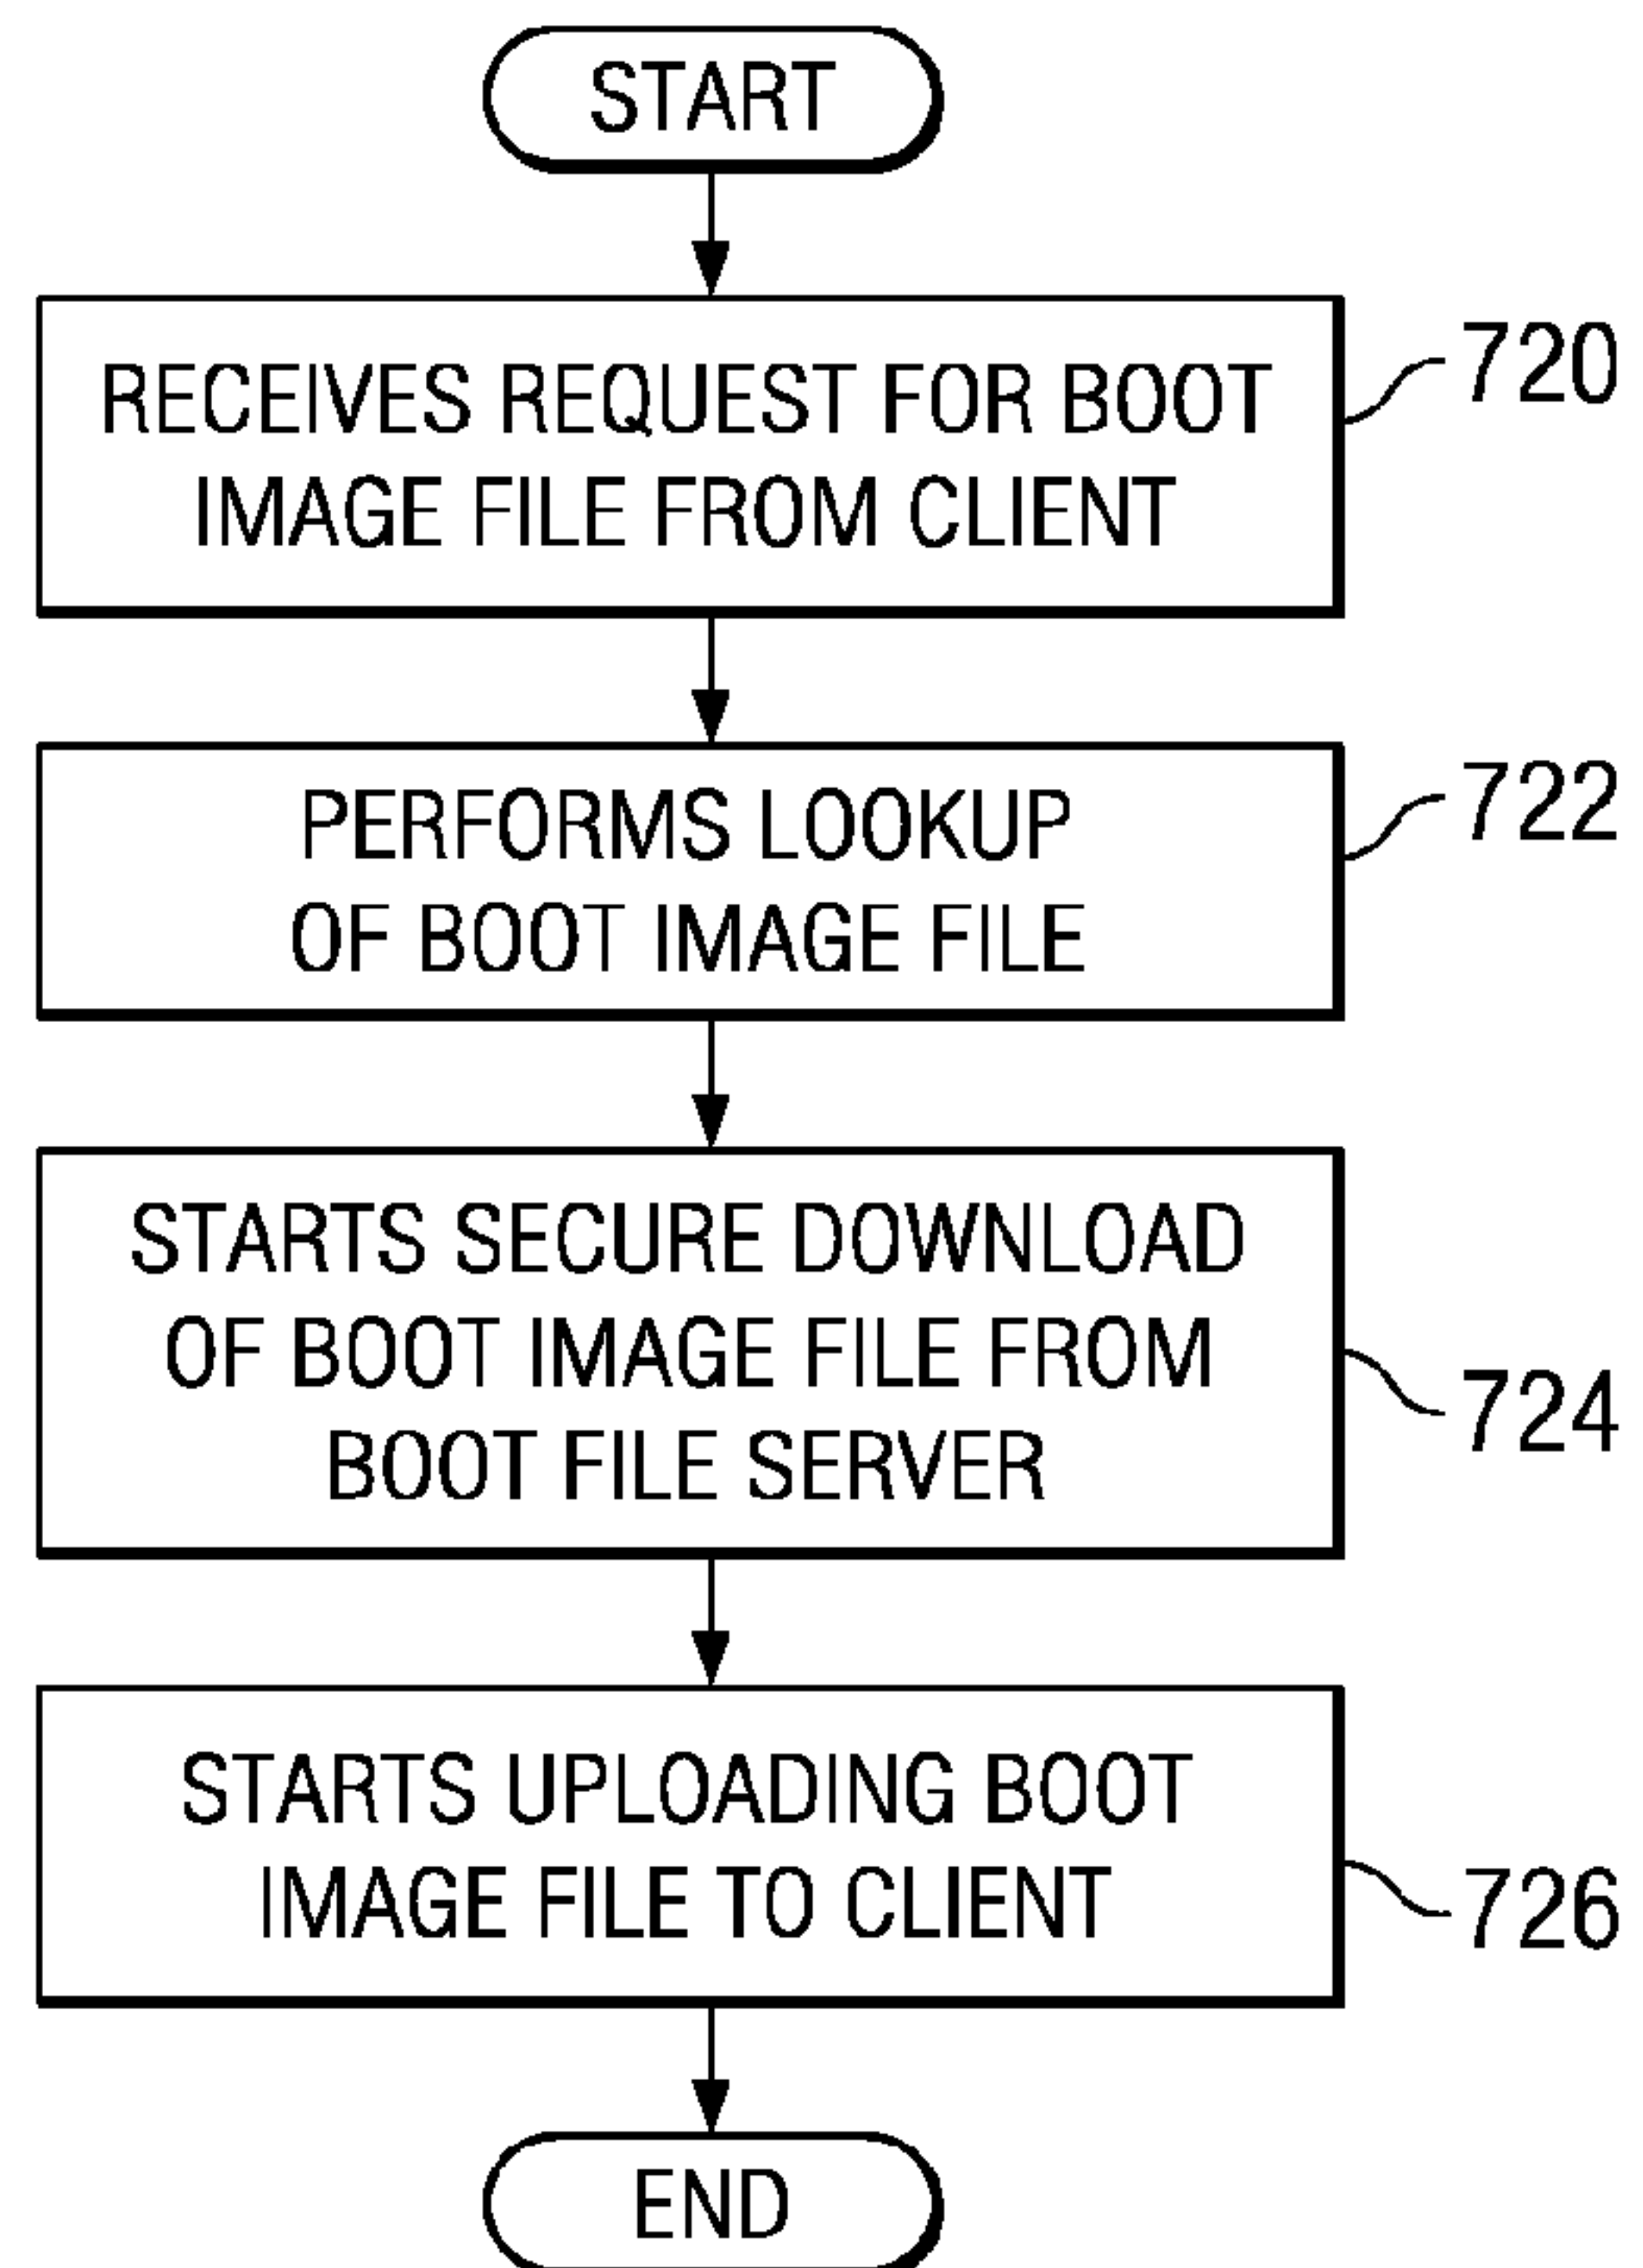 START
RECEIVES REQUEST FOR BOOT
IMAGE FILE FROM CLIENT
720
PERFORMS LOOKUP
OF BOOT IMAGE FILE
722
STARTS SECURE DOWNLOAD
OF BOOT IMAGE FILE FROM
BOOT FILE SERVER
724
STARTS UPLOADING BOOT
IMAGE FILE TO CLIENT
726
END